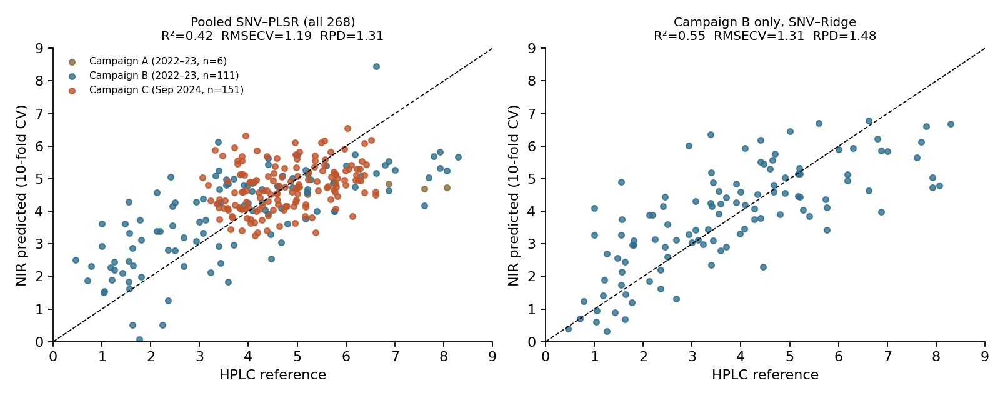 Pooled SNV–PLSR (all 268)
R²=0.42 RMSECV=1.19 RPD=1.31
Campaign A (2022–23, n=6)
Campaign B (2022–23, n=111)
Campaign C (Sep 2024, n=151)
NIR predicted (10-fold CV)
9
8
7
6
5
4
3
2
1
0
0 1 2 3 4 5 6 7 8 9
HPLC reference
Campaign B only, SNV–Ridge
R²=0.55 RMSECV=1.31 RPD=1.48
NIR predicted (10-fold CV)
9
8
7
6
5
4
3
2
1
0
0 1 2 3 4 5 6 7 8 9
HPLC reference